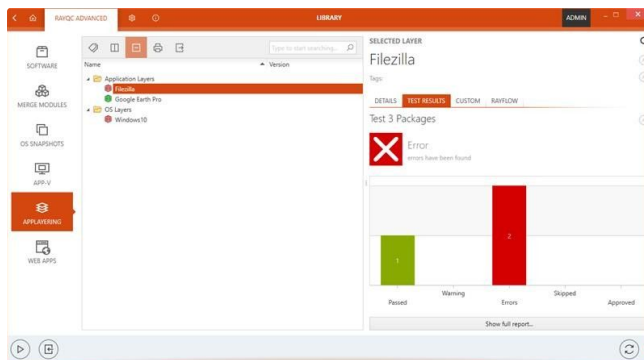 RAYQC ADVANCED
LIBRARY
ADMIN
SOFTWARE
MERGE MODULES
OS SNAPSHOTS
APP-V
APPLAYERING
WEB APPS
Type to start searching...
Name
Version
Application Layers
Filezilla
Google Earth Pro
OS Layers
Windows10
SELECTED LAYER
Filezilla
Tags:
DETAILS TEST RESULTS CUSTOM RAYFLOW
Test 3 Packages
Error
errors have been found
1
2
Passed Warning Errors Skipped Approved
Show full report...